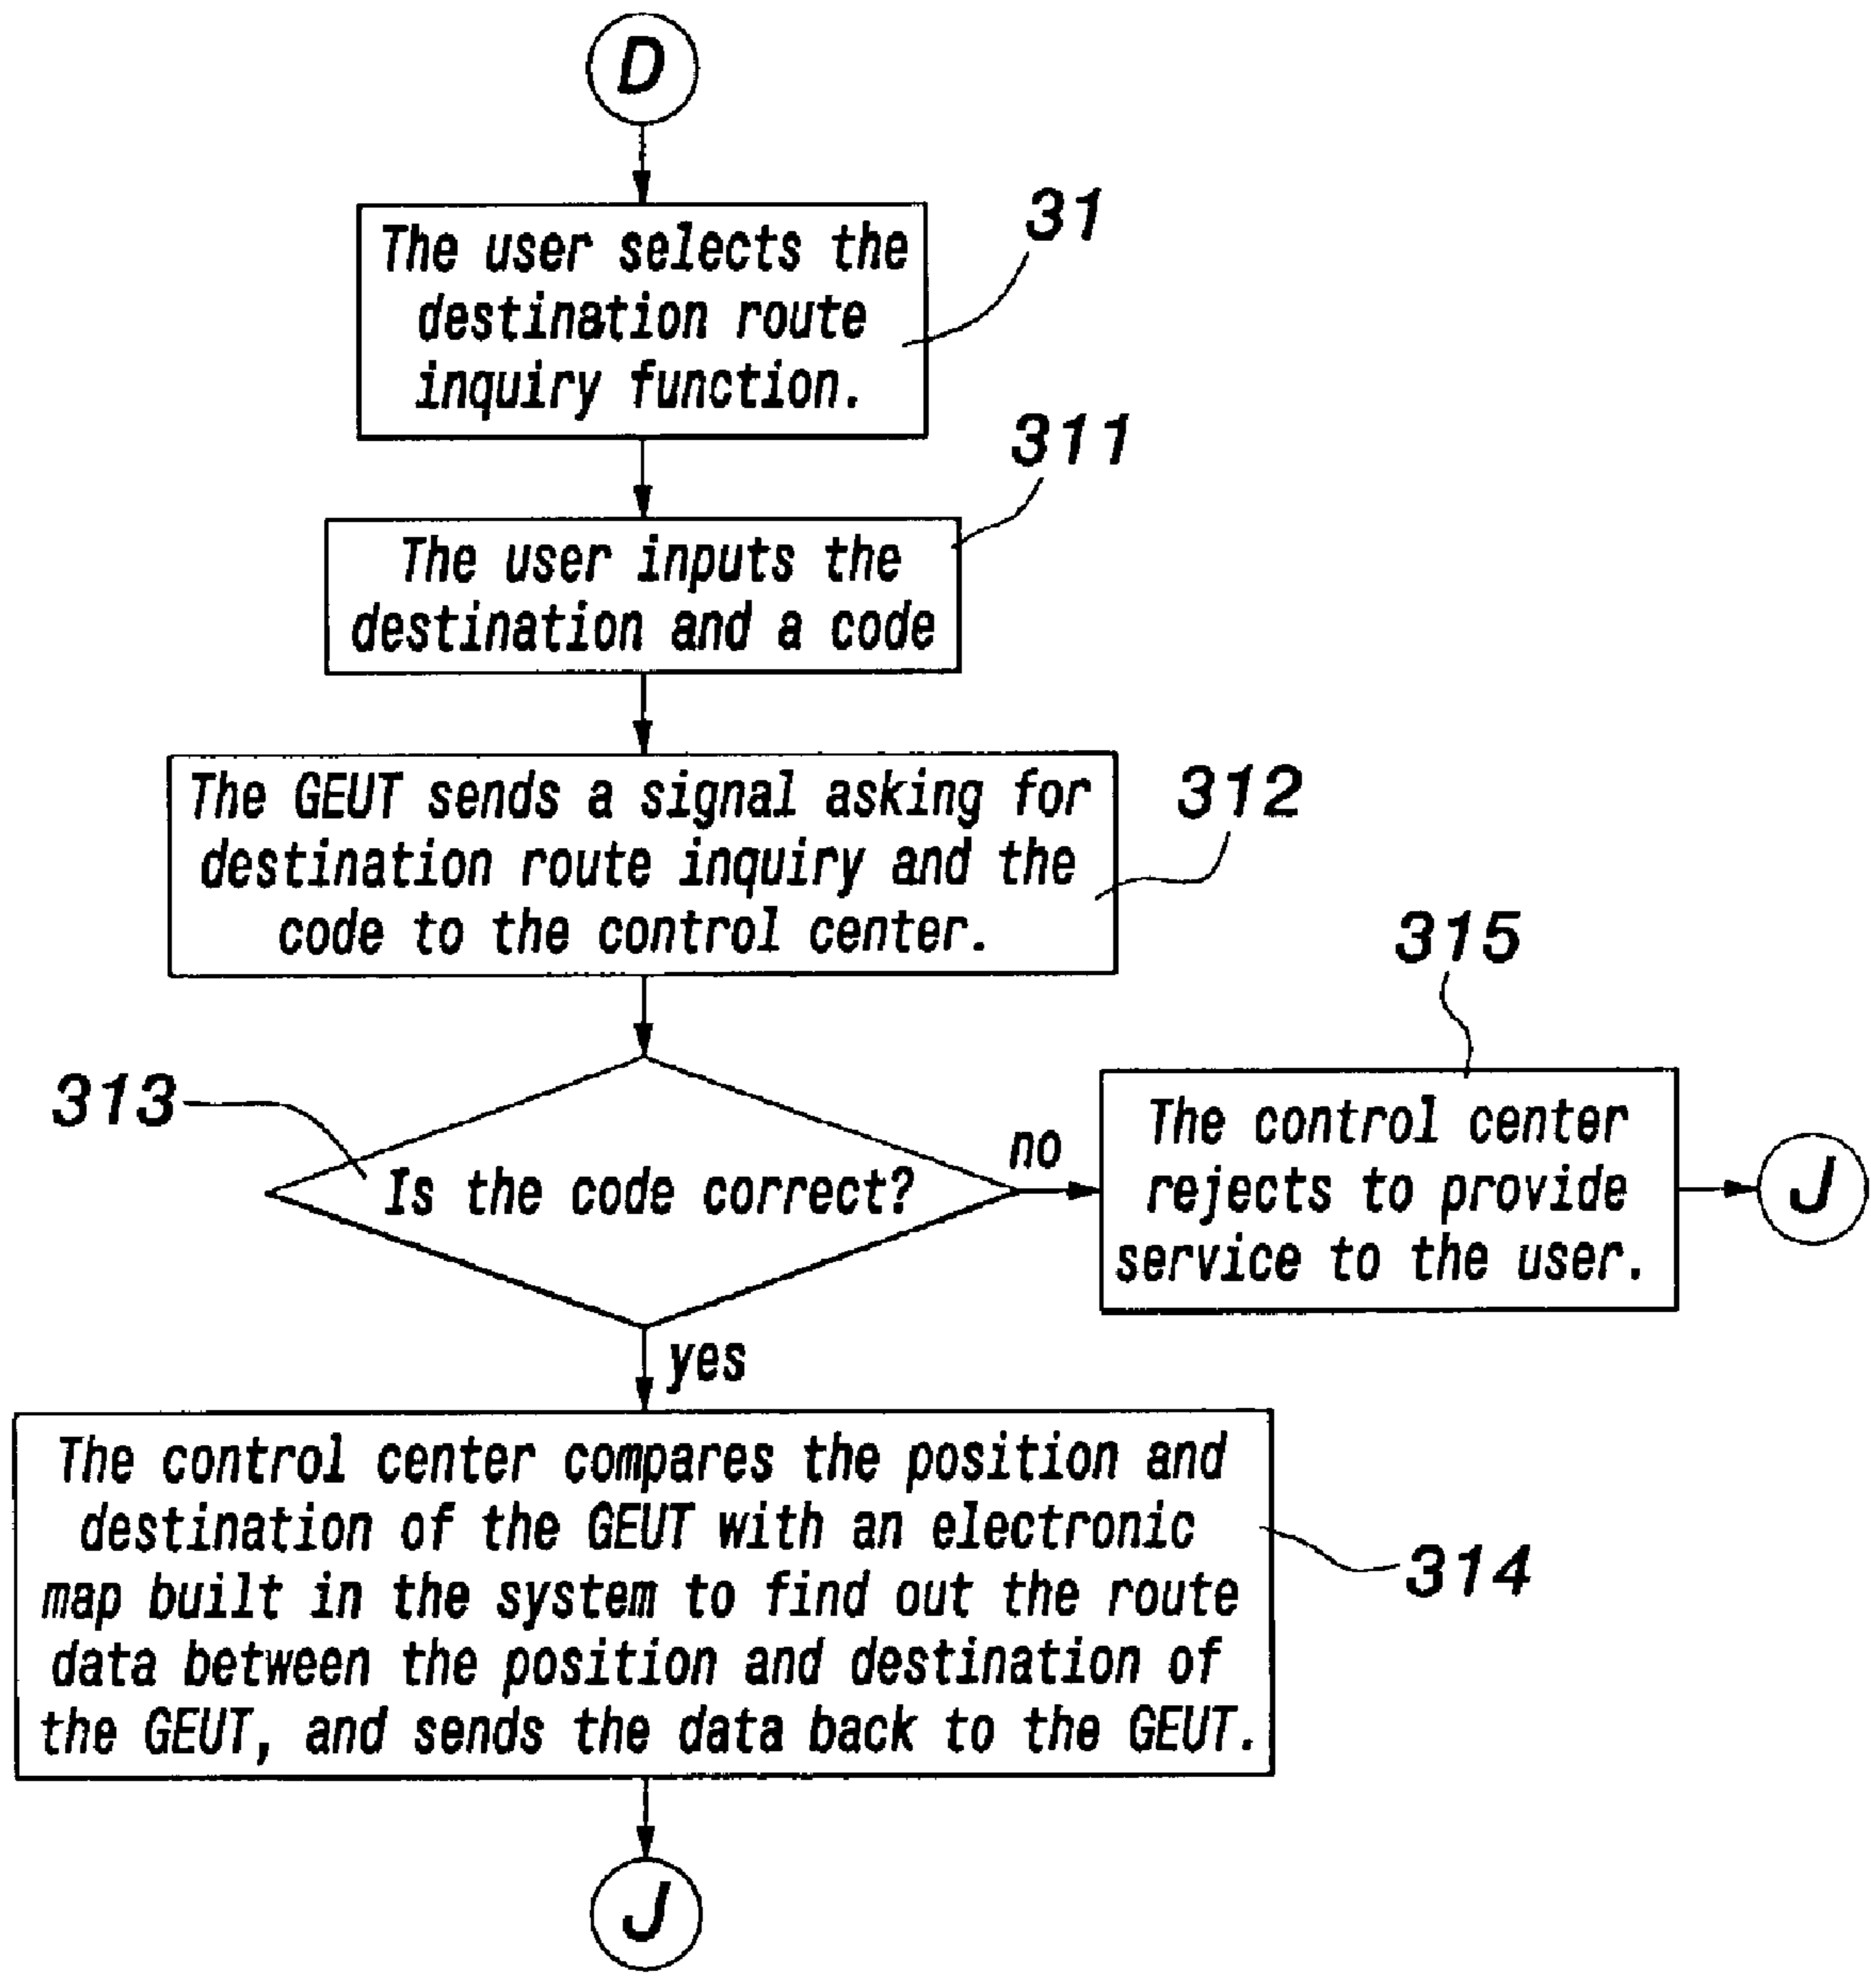 D
31
The user selects the
destination route
inquiry function.
311
The user inputs the
destination and a code
312
The GEUT sends a signal asking for
destination route inquiry and the
code to the control center.
313
Is the code correct?
no
315
The control center
rejects to provide
service to the user.
J
yes
314
The control center compares the position and
destination of the GEUT with an electronic
map built in the system to find out the route
data between the position and destination of
the GEUT, and sends the data back to the GEUT.
J